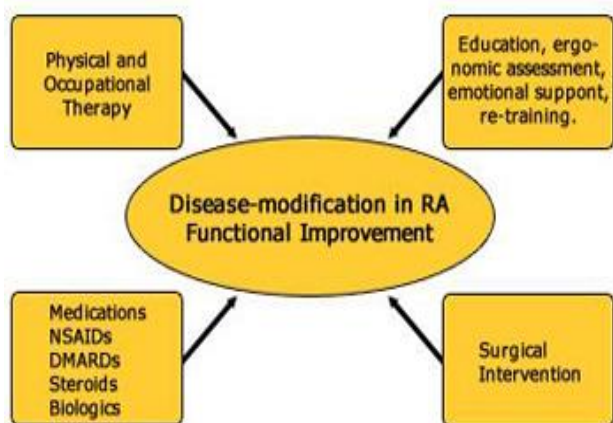 Physical and
Occupational
Therapy
Education, ergo-
nomic assessment,
emotional support,
re-training.
Disease-modification in RA
Functional Improvement
Medications
NSAIDs
DMARDs
Steroids
Biologics
Surgical
Intervention